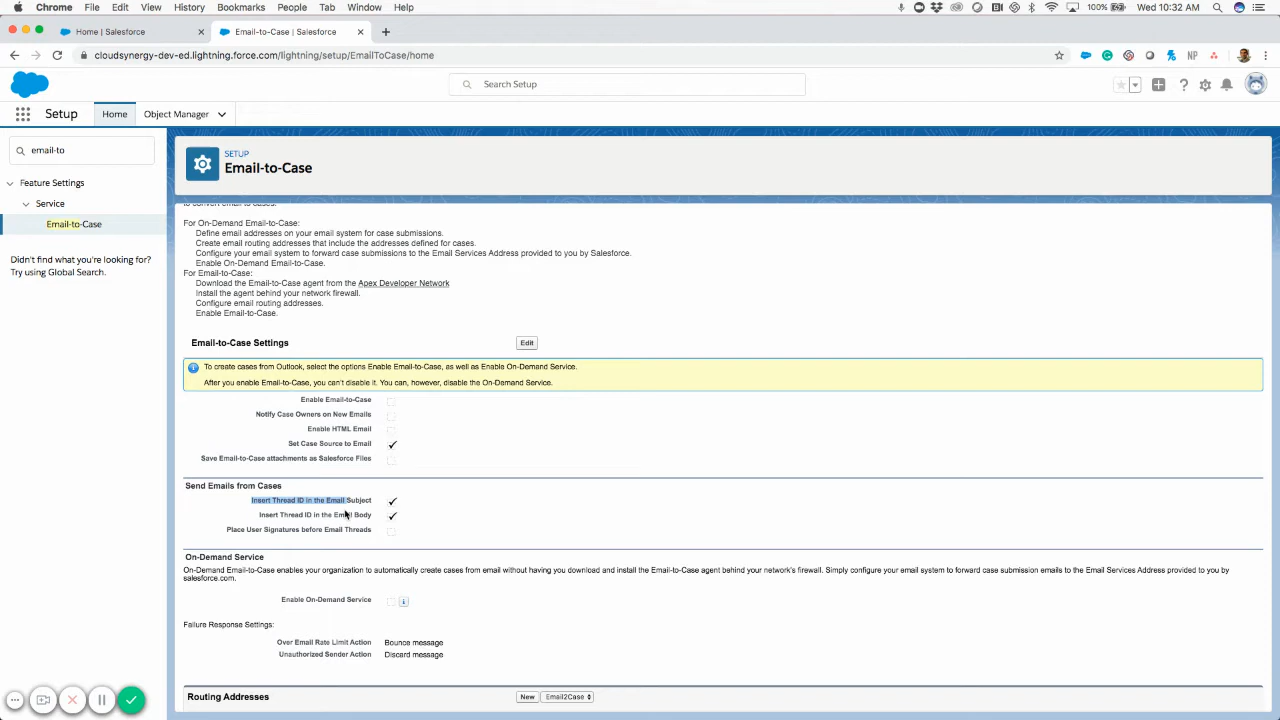 Chrome File Edit View History Bookmarks People Tab Window Help 100% Wed 10:32 AM
Home | Salesforce Email-to-Case | Salesforce
cloudsynergy-dev-ed.lightning.force.com/lightning/setup/EmailToCase/home
Search Setup
Setup Home Object Manager
email-to
Feature Settings
Service
Email-to-Case
Didn't find what you're looking for?
Try using Global Search.
SETUP
Email-to-Case
to convert email to cases.
For On-Demand Email-to-Case:
Define email addresses on your email system for case submissions.
Create email routing addresses that include the addresses defined for cases.
Configure your email system to forward case submissions to the Email Services Address provided to you by Salesforce.
Enable On-Demand Email-to-Case.
For Email-to-Case:
Download the Email-to-Case agent from the Apex Developer Network
Install the agent behind your network firewall.
Configure email routing addresses.
Enable Email-to-Case.
Email-to-Case Settings Edit
To create cases from Outlook, select the options Enable Email-to-Case, as well as Enable On-Demand Service.
After you enable Email-to-Case, you can't disable it. You can, however, disable the On-Demand Service.
Enable Email-to-Case
Notify Case Owners on New Emails
Enable HTML Email
Set Case Source to Email
Save Email-to-Case attachments as Salesforce Files
Send Emails from Cases
Insert Thread ID in the Email Subject
Insert Thread ID in the Email Body
Place User Signatures before Email Threads
On-Demand Service
On-Demand Email-to-Case enables your organization to automatically create cases from email without having you download and install the Email-to-Case agent behind your network's firewall. Simply configure your email system to forward case submission emails to the Email Services Address provided to you by
salesforce.com.
Enable On-Demand Service
Failure Response Settings:
Over Email Rate Limit Action Bounce message
Unauthorized Sender Action Discard message
Routing Addresses New Email2Case